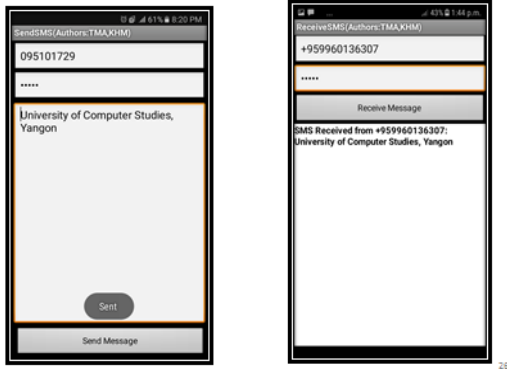 61% 8:20 PM
SendSMS(Authors:TMA,KHM)
095101729
•••••
University of Computer Studies,
Yangon
Sent
Send Message
43% 1:44 p.m.
ReceiveSMS(Authors:TMA,KHM)
+959960136307
•••••
Receive Message
SMS Received from +959960136307:
University of Computer Studies, Yangon